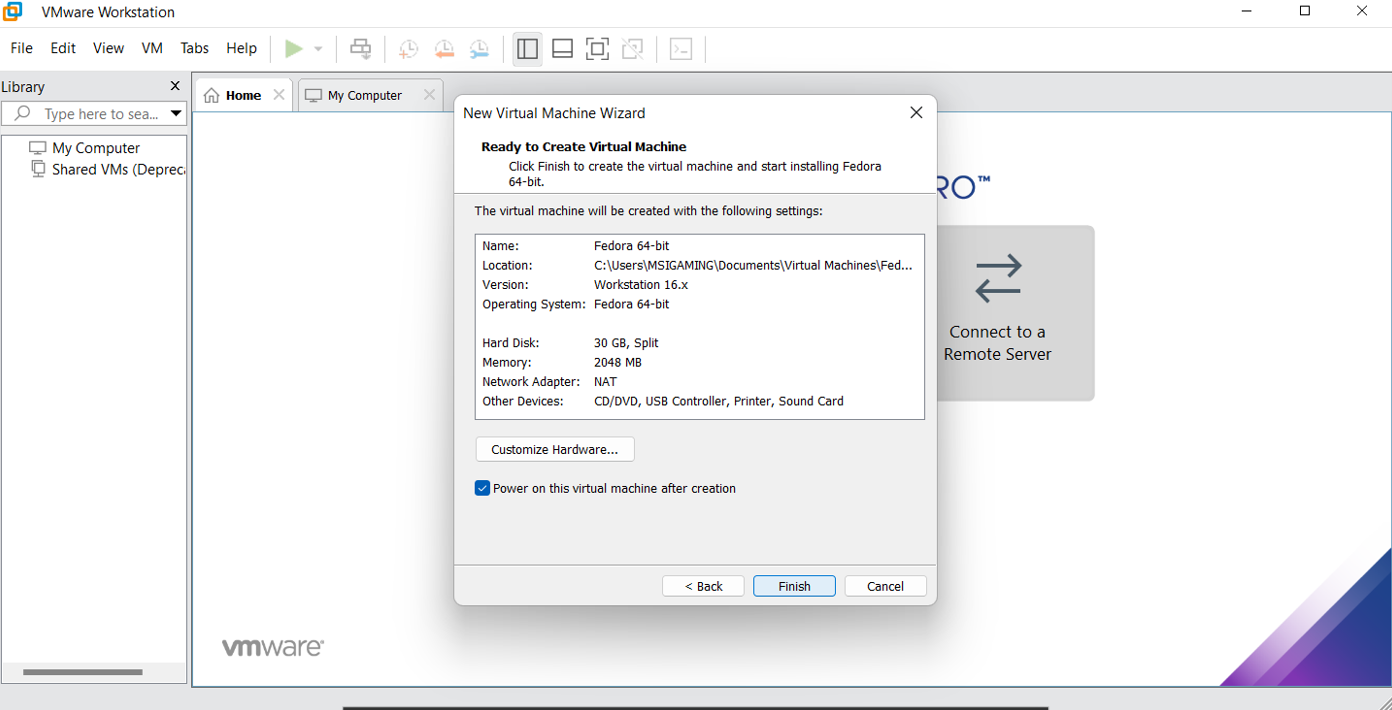 VMware Workstation
File Edit View VM Tabs Help
Library
Type here to sea...
My Computer
Shared VMs (Depreca
Home
My Computer
New Virtual Machine Wizard
Ready to Create Virtual Machine
Click Finish to create the virtual machine and start installing Fedora
64-bit.
The virtual machine will be created with the following settings:
Name: Fedora 64-bit
Location: C:\Users\MSIGAMING\Documents\Virtual Machines\Fed...
Version: Workstation 16.x
Operating System: Fedora 64-bit
Hard Disk: 30 GB, Split
Memory: 2048 MB
Network Adapter: NAT
Other Devices: CD/DVD, USB Controller, Printer, Sound Card
Customize Hardware...
Power on this virtual machine after creation
< Back Finish Cancel
RO™
Connect to a
Remote Server
vmware®